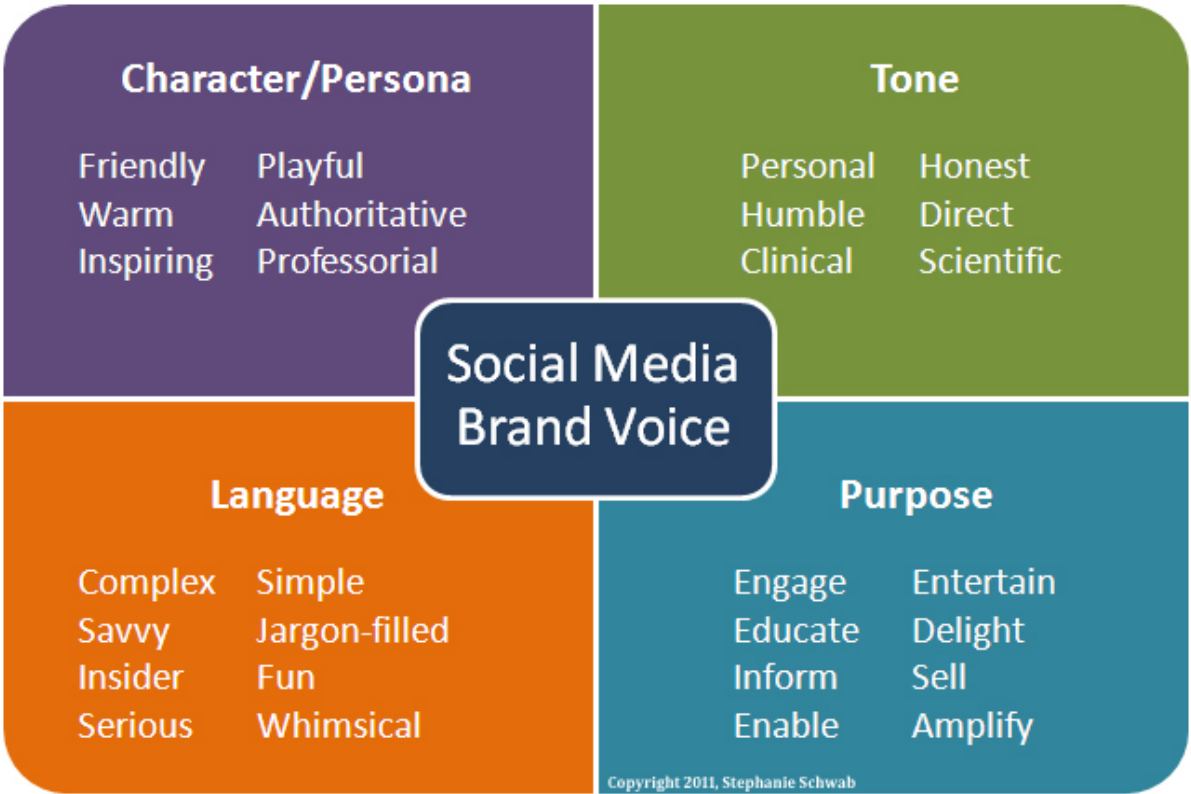 Character/Persona
Friendly Playful
Warm Authoritative
Inspiring Professorial
Tone
Personal Honest
Humble Direct
Clinical Scientific
Social Media
Brand Voice
Language
Complex Simple
Savvy Jargon-filled
Insider Fun
Serious Whimsical
Purpose
Engage Entertain
Educate Delight
Inform Sell
Enable Amplify
Copyright 2011, Stephanie Schwab